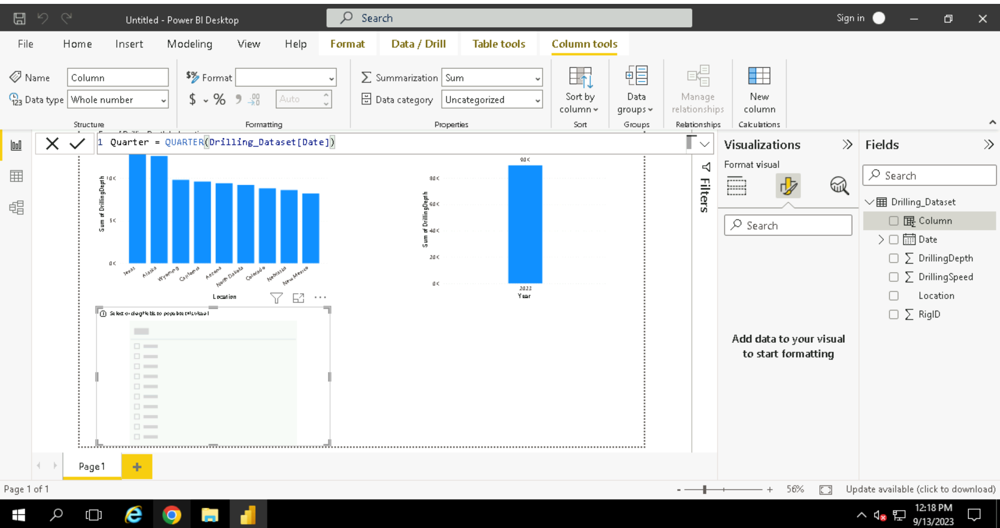 Untitled - Power BI Desktop
Search
Sign in
File Home Insert Modeling View Help Format Data / Drill Table tools Column tools
Name Column
Data type Whole number
Structure
$% Format
$ % 9 .00 →.0 Auto
Formatting
Summarization Sum
Data category Uncategorized
Properties
Sort by column
Sort
Data groups
Groups
Manage relationships
Relationships
New column
Calculations
1 Quarter = QUARTER(Drilling_Dataset[Date])
Sum of DrillingDepth
10K
5K
0K
Texas Alaska Wyoming California Arizona North Dakota Colorado Nebraska New Mexico
Location
90K
Sum of DrillingDepth
80K
60K
40K
20K
0K
2023
Year
Select or drag fields to populate this visual
Filters
Visualizations
Format visual
Search
Add data to your visual
to start formatting
Fields
Search
Drilling_Dataset
Column
Date
DrillingDepth
DrillingSpeed
Location
RigID
Page1
+
Page 1 of 1
- + 56%
Update available (click to download)
12:18 PM
9/13/2023